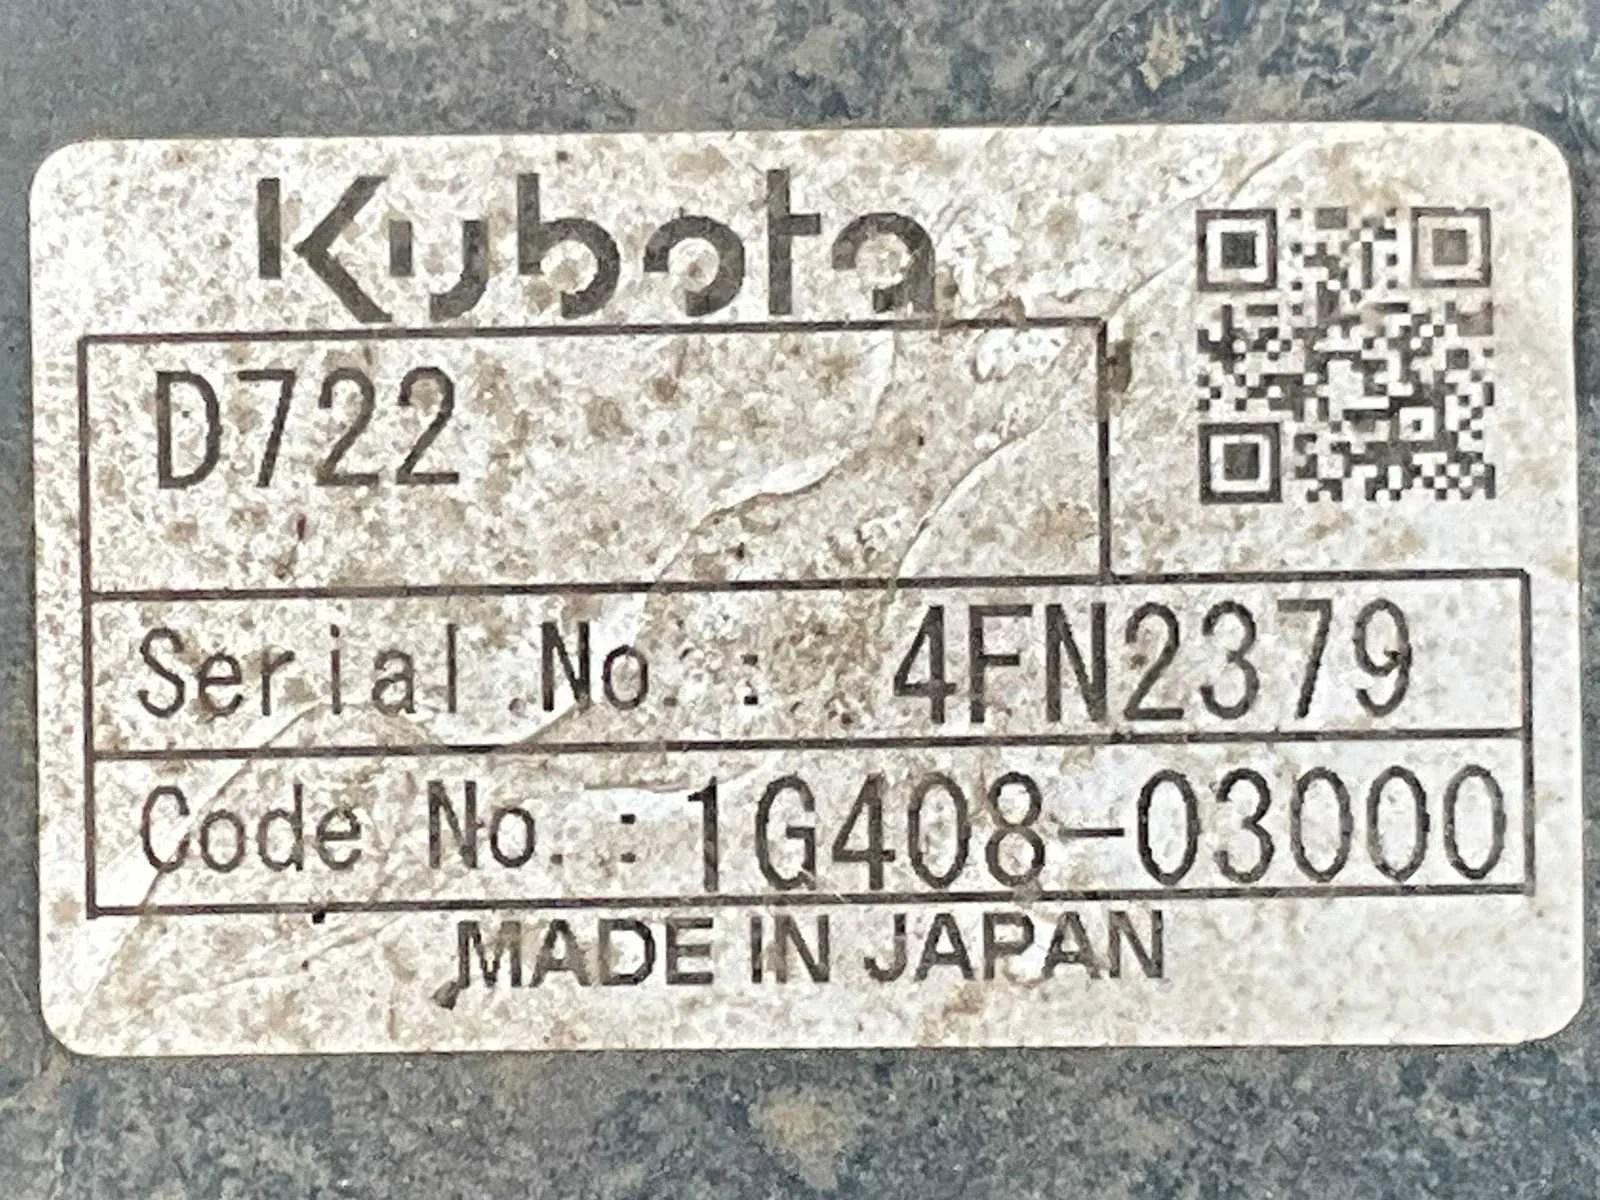 Kubota
D722
Serial No. : 4FN2379
Code No. : 1G408-03000
MADE IN JAPAN